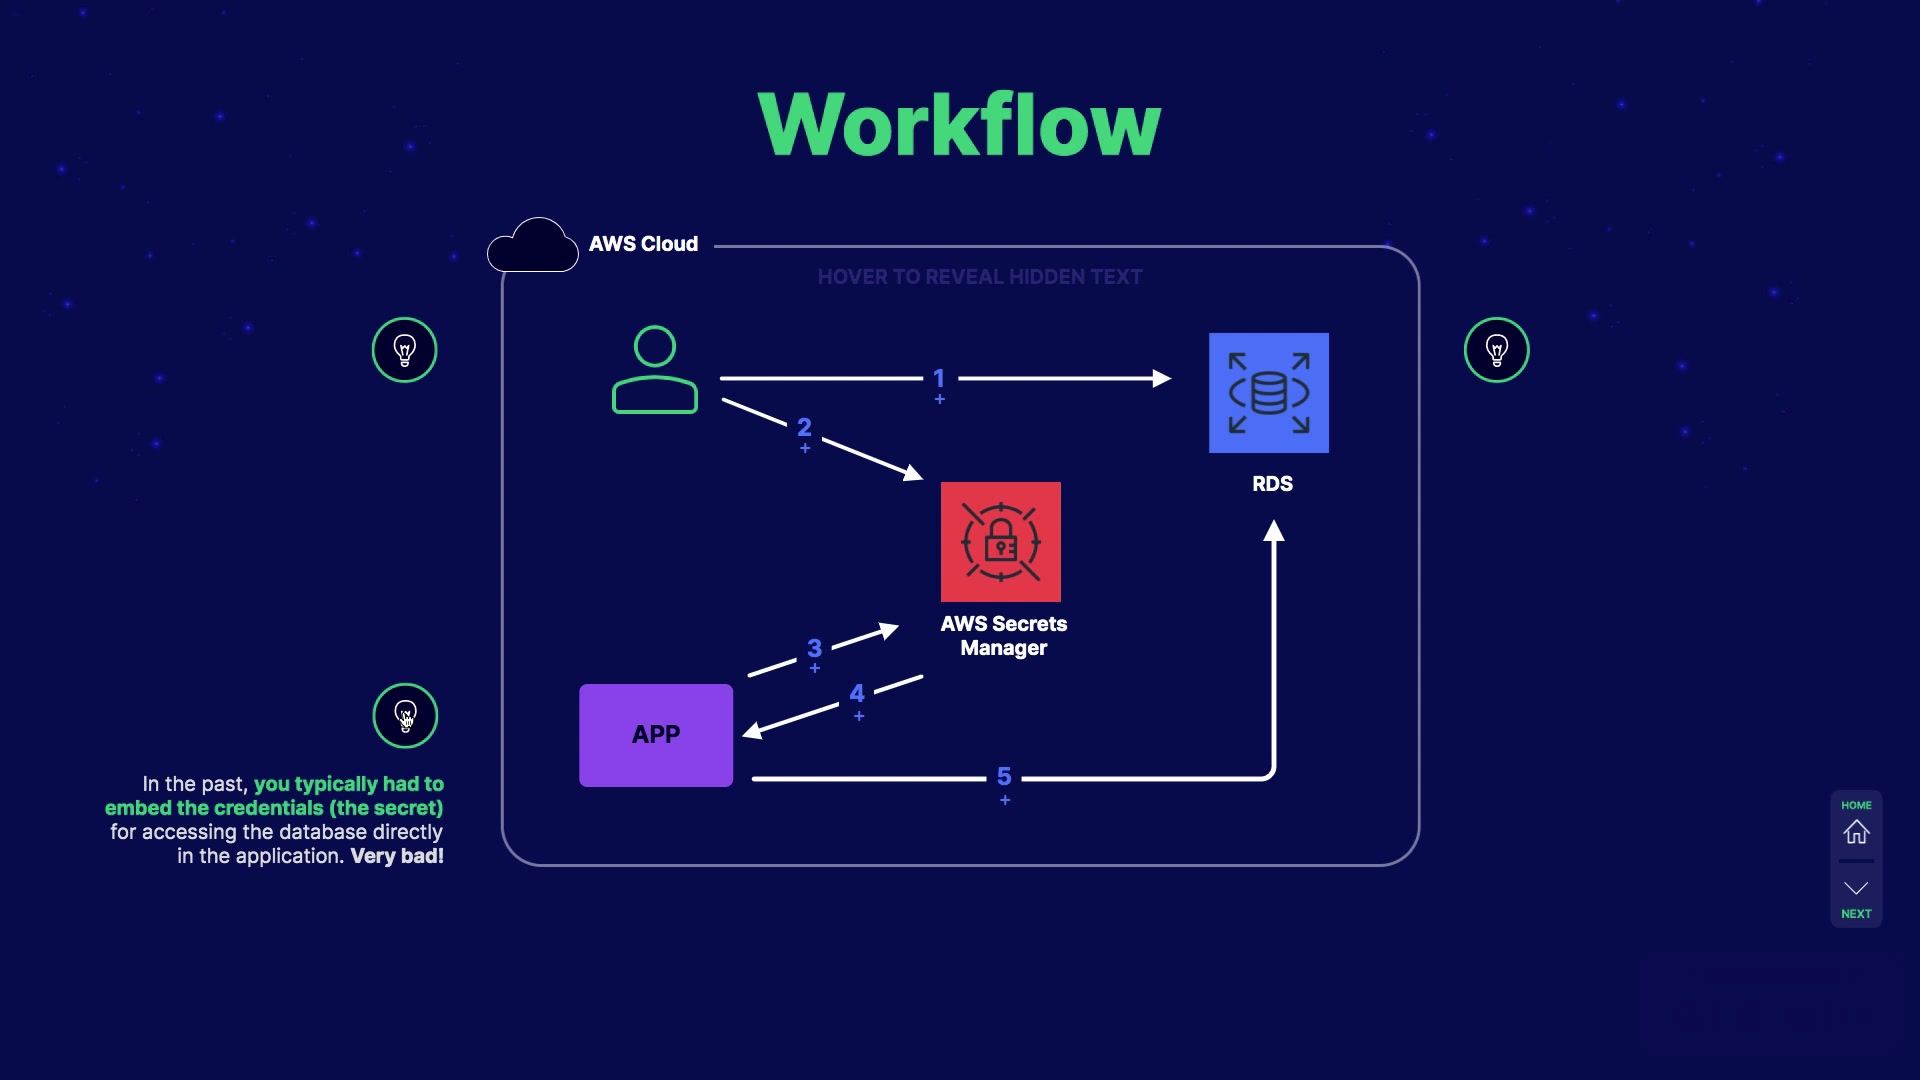 Workflow
AWS Cloud
HOVER TO REVEAL HIDDEN TEXT
1
+
2
+
RDS
AWS Secrets
Manager
3
+
4
+
APP
5
+
In the past, you typically had to
embed the credentials (the secret)
for accessing the database directly
in the application. Very bad!
HOME
NEXT